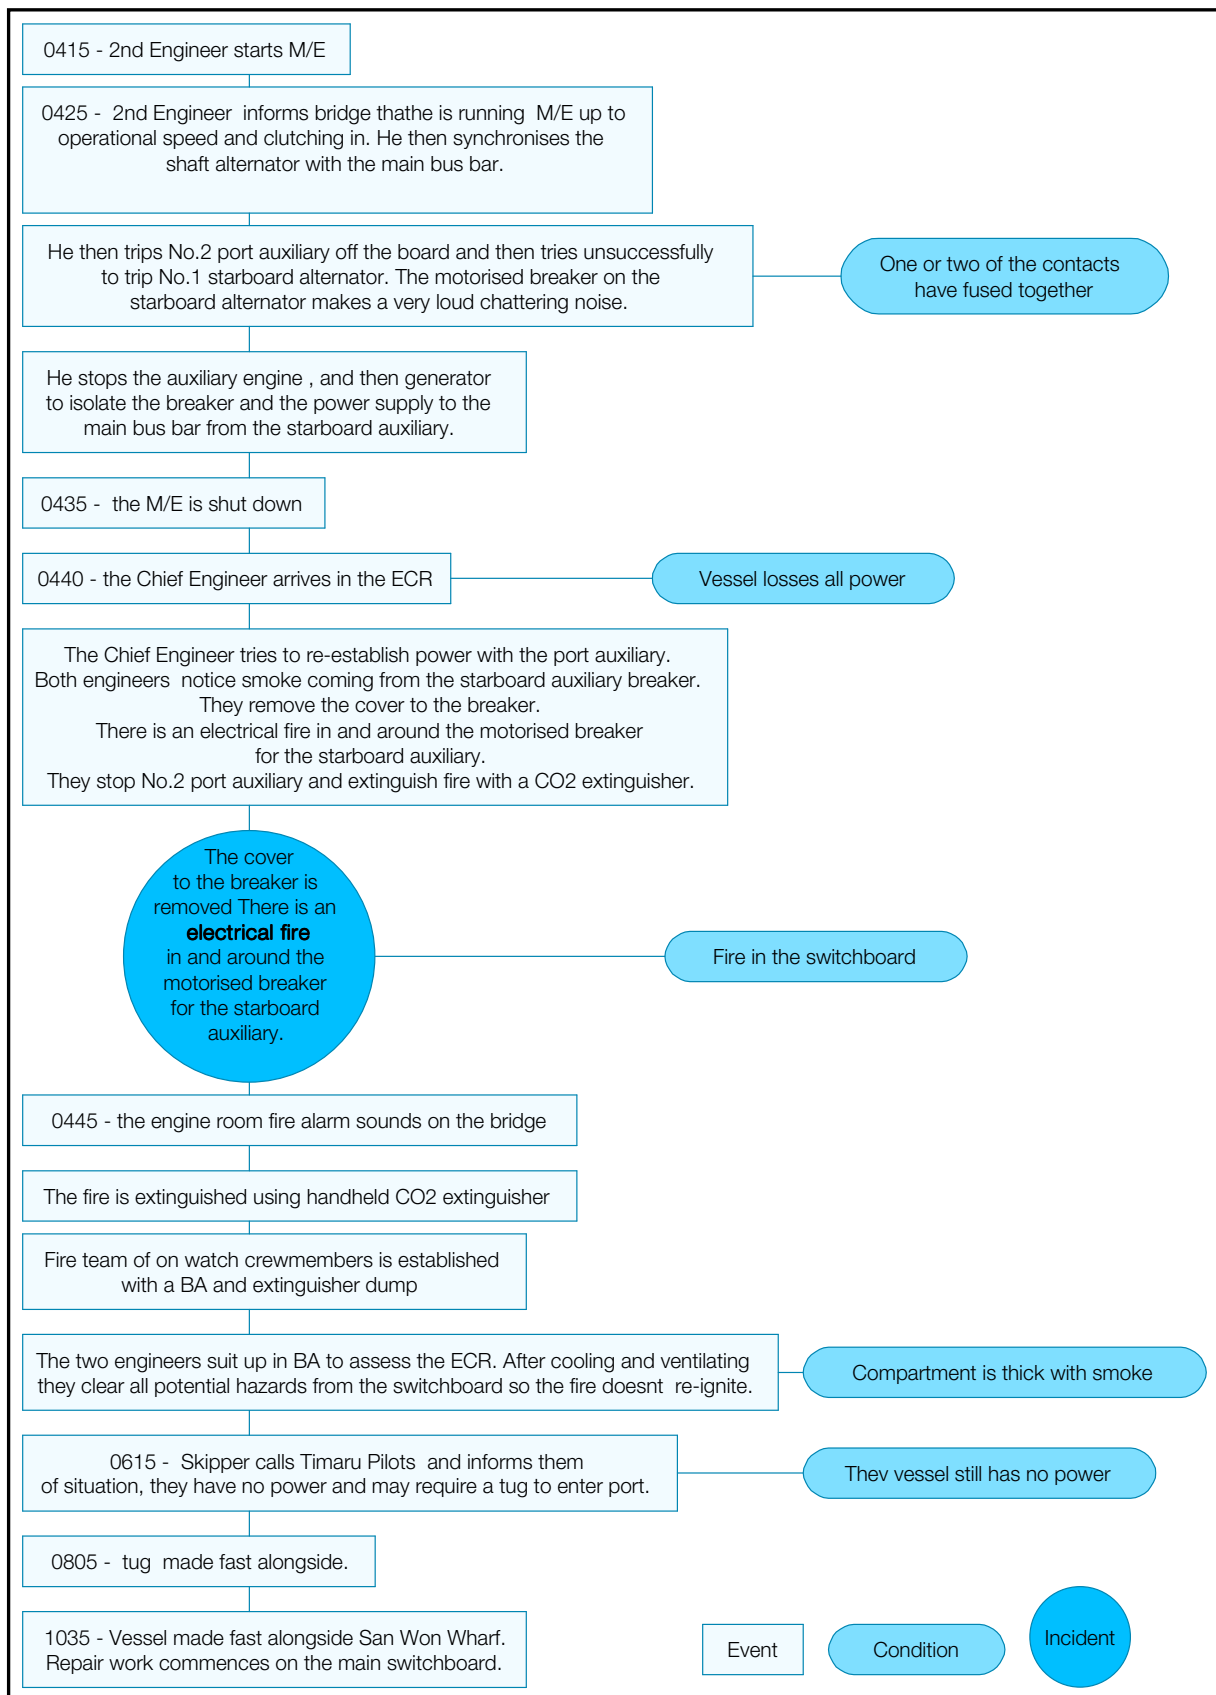 0415 - 2nd Engineer starts M/E
0425 - 2nd Engineer informs bridge thathe is running M/E up to
operational speed and clutching in. He then synchronises the
shaft alternator with the main bus bar.
He then trips No.2 port auxiliary off the board and then tries unsuccessfully
to trip No.1 starboard alternator. The motorised breaker on the
starboard alternator makes a very loud chattering noise.
One or two of the contacts
have fused together
He stops the auxiliary engine , and then generator
to isolate the breaker and the power supply to the
main bus bar from the starboard auxiliary.
0435 - the M/E is shut down
0440 - the Chief Engineer arrives in the ECR
Vessel losses all power
The Chief Engineer tries to re-establish power with the port auxiliary.
Both engineers notice smoke coming from the starboard auxiliary breaker.
They remove the cover to the breaker.
There is an electrical fire in and around the motorised breaker
for the starboard auxiliary.
They stop No.2 port auxiliary and extinguish fire with a CO2 extinguisher.
The cover
to the breaker is
removed There is an
electrical fire
in and around the
motorised breaker
for the starboard
auxiliary.
Fire in the switchboard
0445 - the engine room fire alarm sounds on the bridge
The fire is extinguished using handheld CO2 extinguisher
Fire team of on watch crewmembers is established
with a BA and extinguisher dump
The two engineers suit up in BA to assess the ECR. After cooling and ventilating
they clear all potential hazards from the switchboard so the fire doesnt re-ignite.
Compartment is thick with smoke
0615 - Skipper calls Timaru Pilots and informs them
of situation, they have no power and may require a tug to enter port.
Thev vessel still has no power
0805 - tug made fast alongside.
1035 - Vessel made fast alongside San Won Wharf.
Repair work commences on the main switchboard.
Event
Condition
Incident